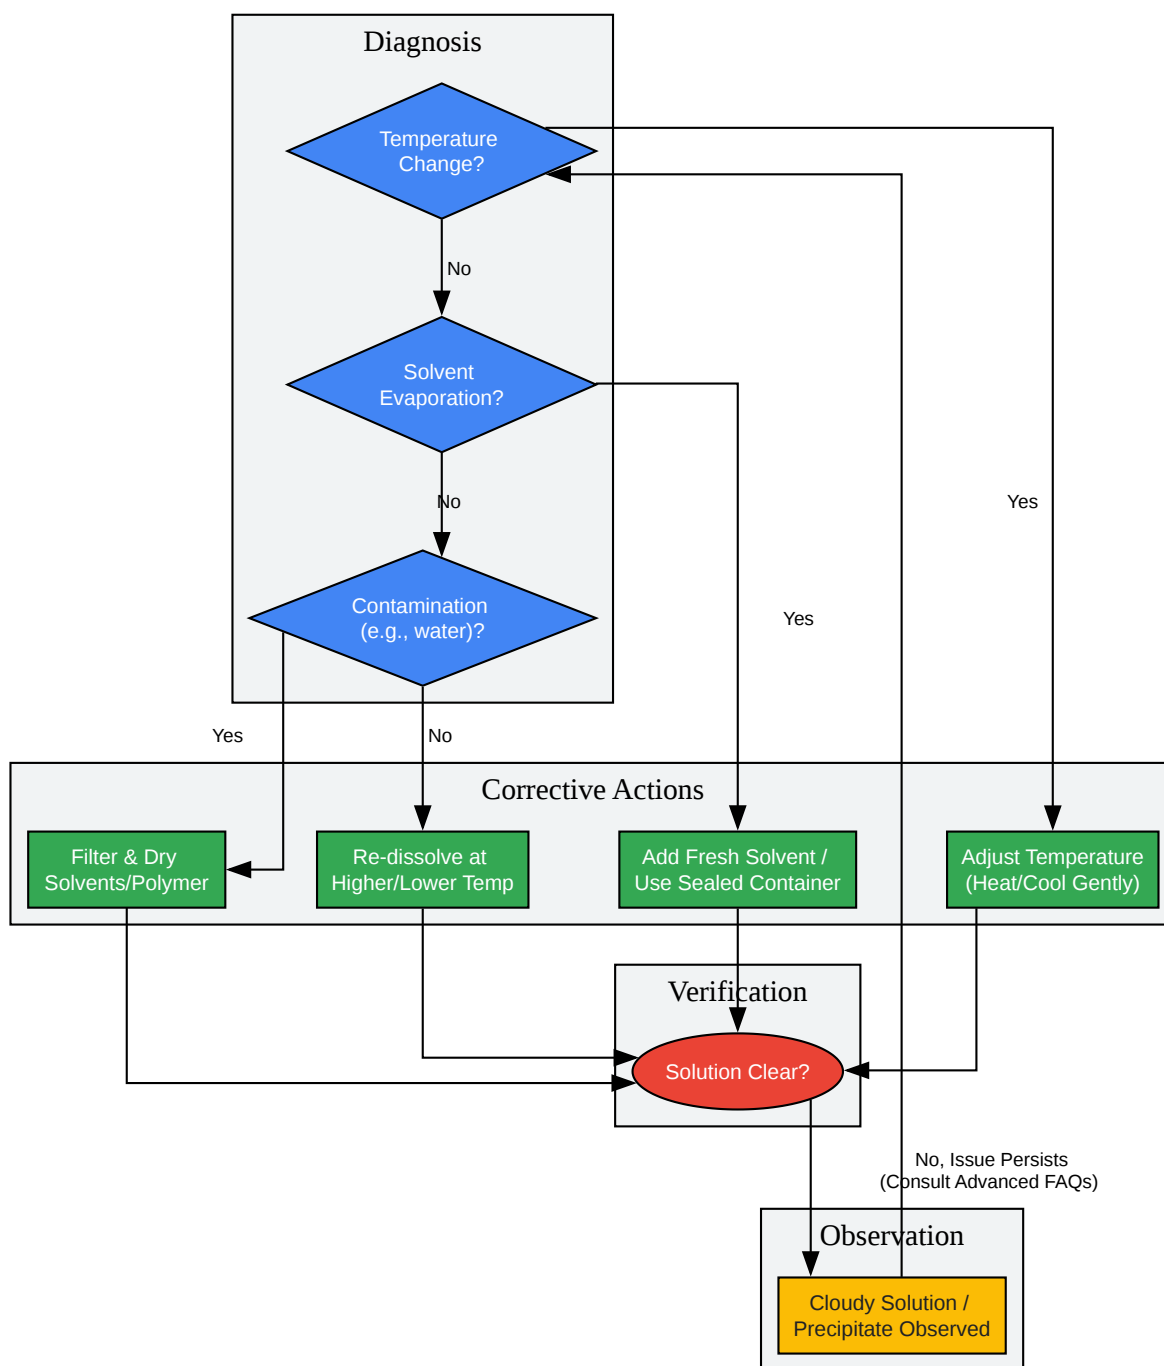 Diagnosis
Temperature
Change?
No
Solvent
Evaporation?
No
Yes
Contamination
(e.g., water)?
Yes
Yes
No
Corrective Actions
Filter & Dry
Solvents/Polymer
Re-dissolve at
Higher/Lower Temp
Add Fresh Solvent /
Use Sealed Container
Adjust Temperature
(Heat/Cool Gently)
Verification
Solution Clear?
No, Issue Persists
(Consult Advanced FAQs)
Observation
Cloudy Solution /
Precipitate Observed